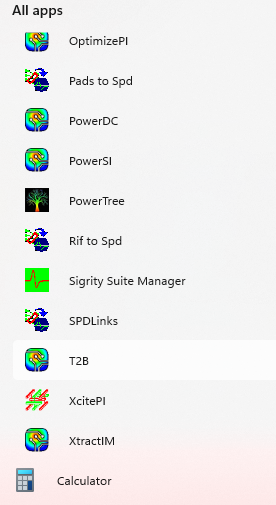 All apps
OptimizePI
Pads to Spd
PowerDC
PowerSI
PowerTree
Rif to Spd
Sigrity Suite Manager
SPDLinks
T2B
XcitePI
XtractIM
Calculator